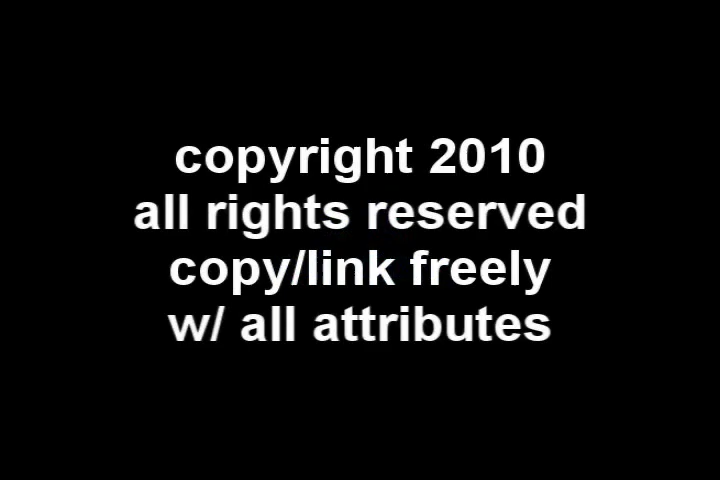 copyright 2010
all rights reserved
copy/link freely
w/ all attributes